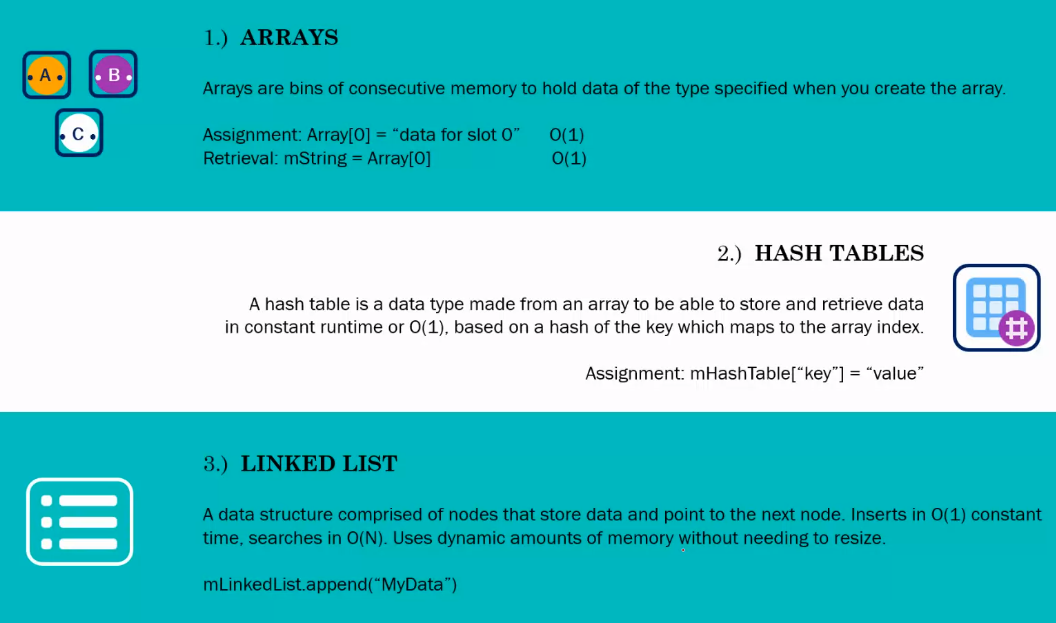 1.) ARRAYS
A
B
C
Arrays are bins of consecutive memory to hold data of the type specified when you create the array.
Assignment: Array[0] = “data for slot 0” O(1)
Retrieval: mString = Array[0] O(1)
2.) HASH TABLES
A hash table is a data type made from an array to be able to store and retrieve data
in constant runtime or O(1), based on a hash of the key which maps to the array index.
Assignment: mHashTable[“key”] = “value”
3.) LINKED LIST
A data structure comprised of nodes that store data and point to the next node. Inserts in O(1) constant
time, searches in O(N). Uses dynamic amounts of memory without needing to resize.
mLinkedList.append(“MyData”)